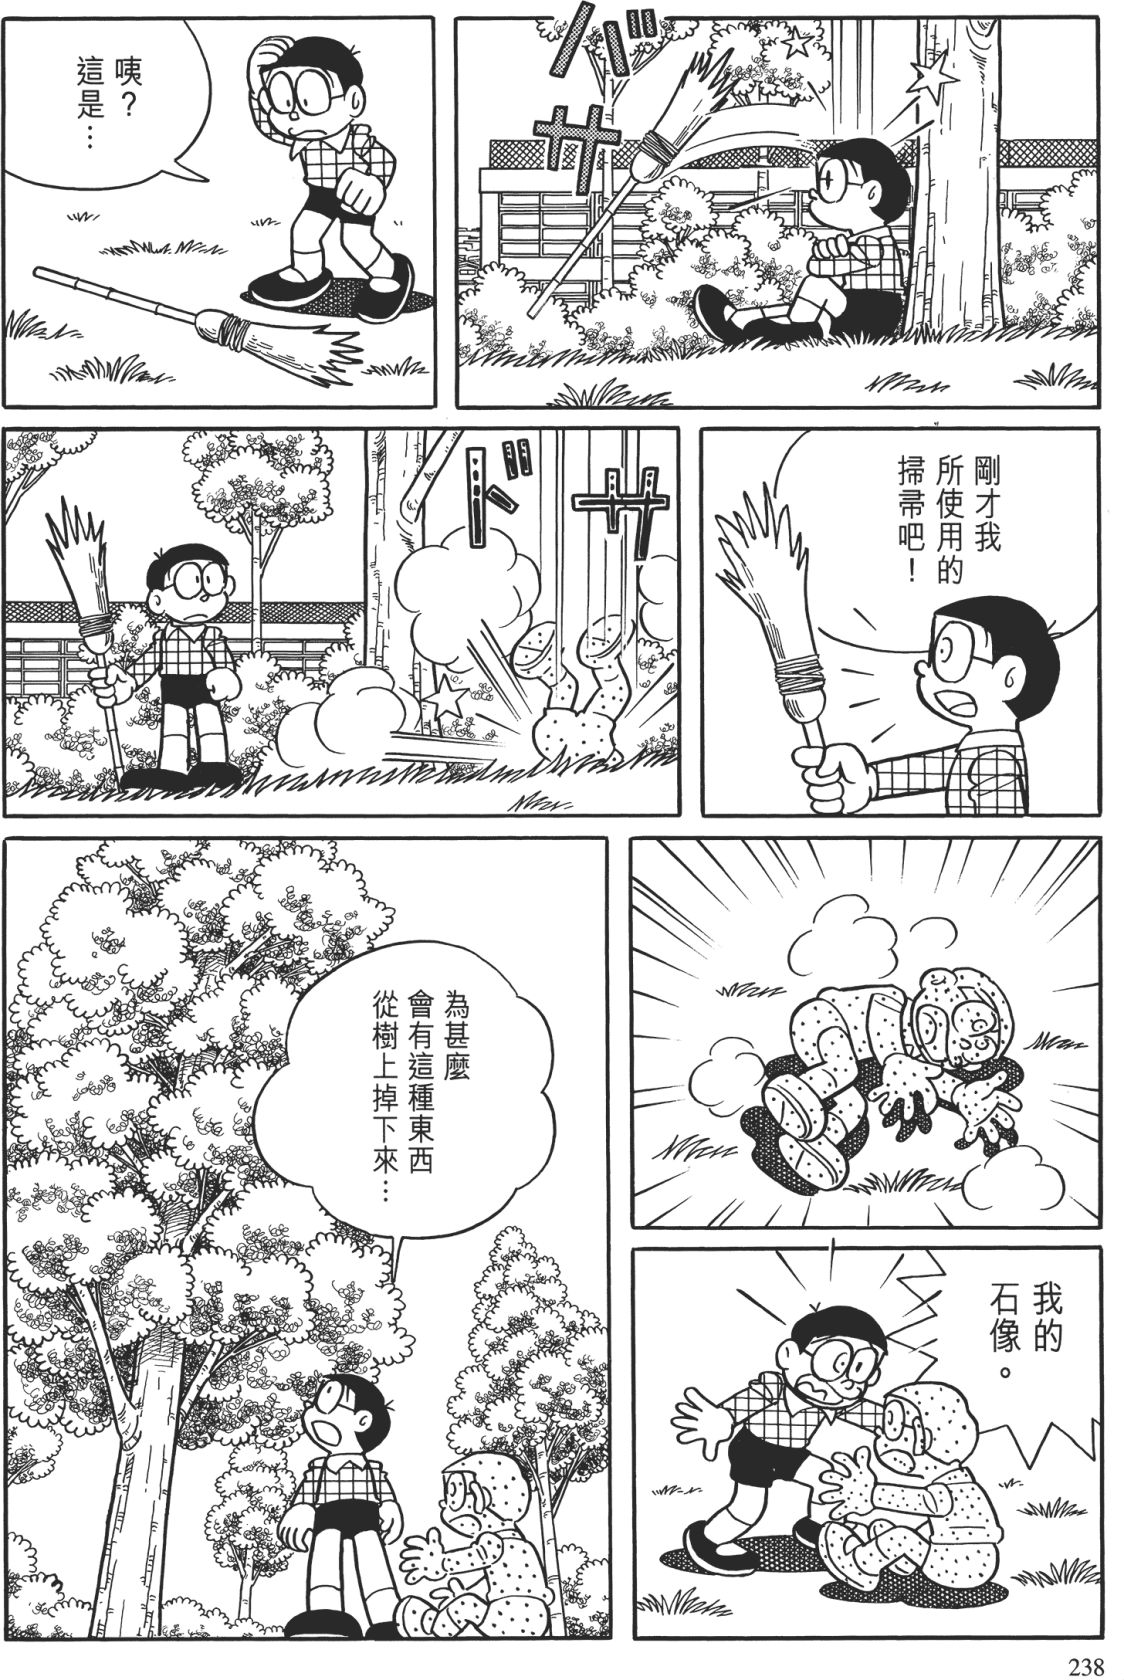 バサ
咦？
這是…
剛才我
所使用的
掃帚吧！
ドサ
我的
石像。
為甚麼
會有這種東西
從樹上掉下來…
238